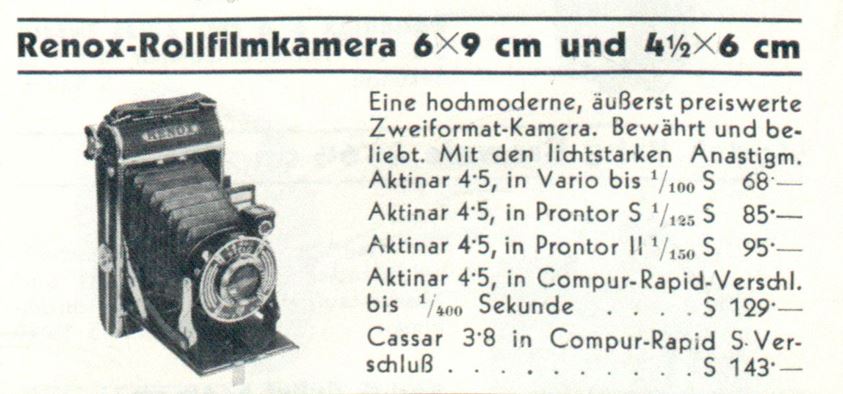 Renox-Rollfilmkamera 6×9 cm und 4½×6 cm
RENOX
Eine hochmoderne, äußerst preiswerte
Zweiformat-Kamera. Bewährt und be-
liebt. Mit den lichtstarken Anastigm.
Aktinar 4·5, in Vario bis 1/100 S 68·—
Aktinar 4·5, in Prontor S 1/125 S 85·—
Aktinar 4·5, in Prontor II 1/150 S 95·—
Aktinar 4·5, in Compur-Rapid-Verschl.
bis 1/400 Sekunde . . . . S 129·—
Cassar 3·8 in Compur-Rapid S-Ver-
schluß . . . . . . . . . . S 143·—